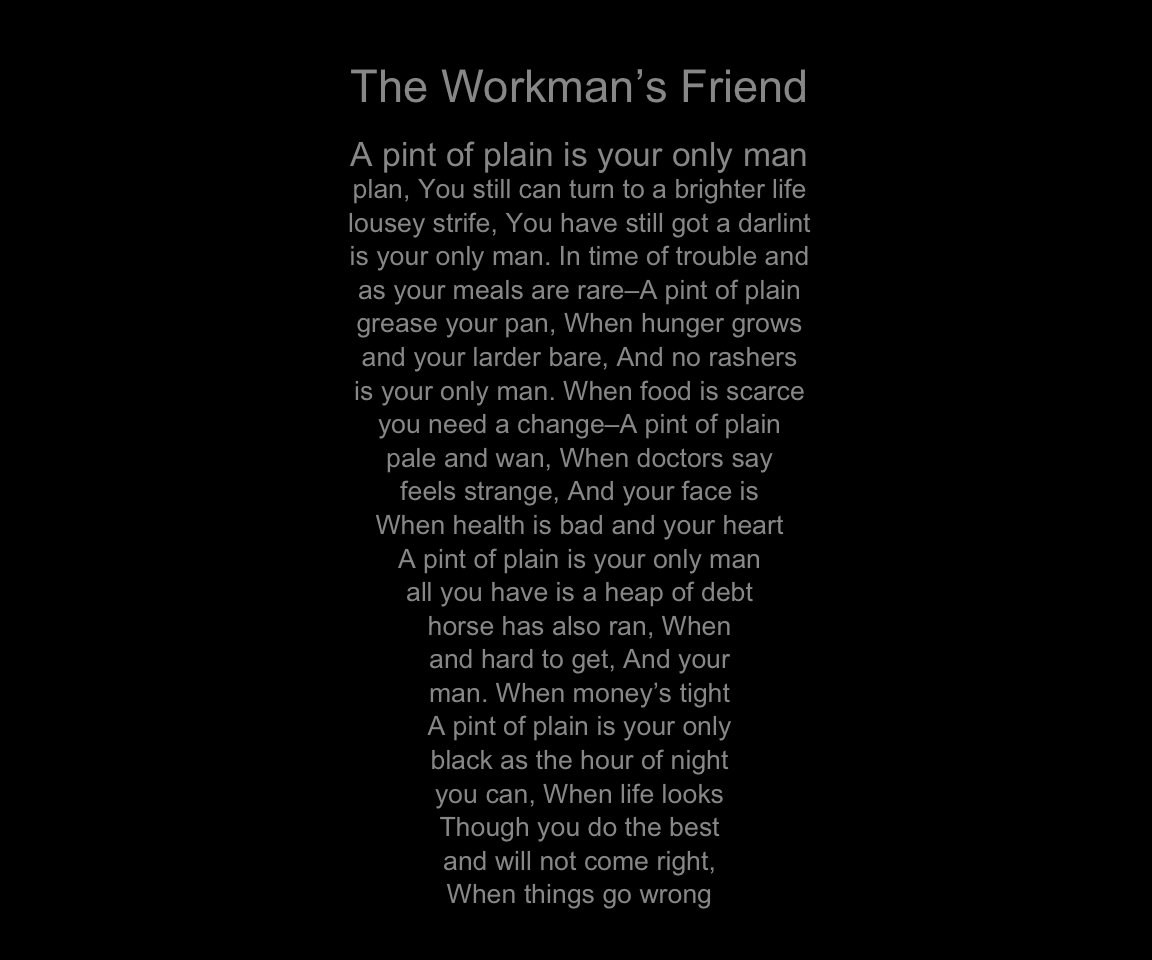 The Workman’s Friend
A pint of plain is your only man
plan, You still can turn to a brighter life
lousey strife, You have still got a darlint
is your only man. In time of trouble and
as your meals are rare–A pint of plain
grease your pan, When hunger grows
and your larder bare, And no rashers
is your only man. When food is scarce
you need a change–A pint of plain
pale and wan, When doctors say
feels strange, And your face is
When health is bad and your heart
A pint of plain is your only man
all you have is a heap of debt
horse has also ran, When
and hard to get, And your
man. When money’s tight
A pint of plain is your only
black as the hour of night
you can, When life looks
Though you do the best
and will not come right,
When things go wrong